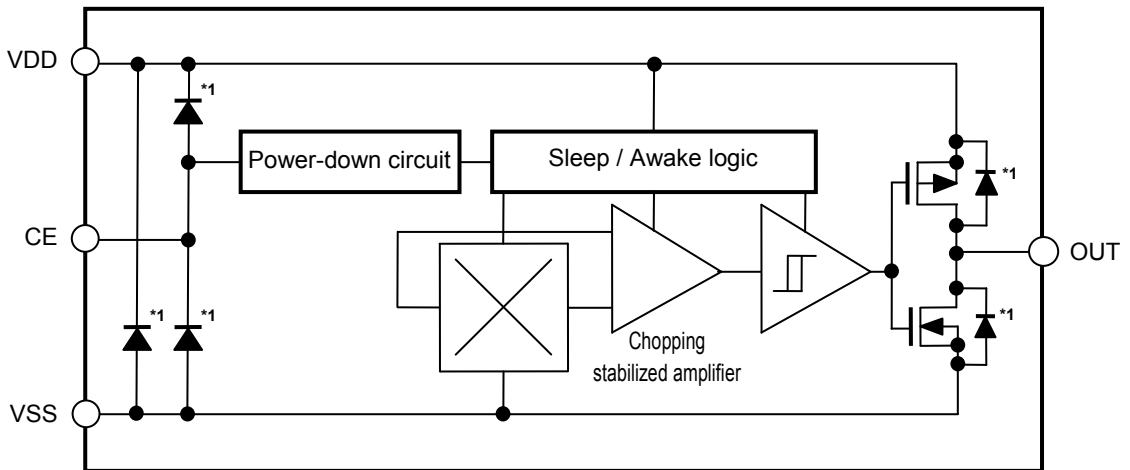 VDD
*1
Power-down circuit
Sleep / Awake logic
*1
CE
OUT
*1
*1
*1
Chopping
stabilized amplifier
VSS